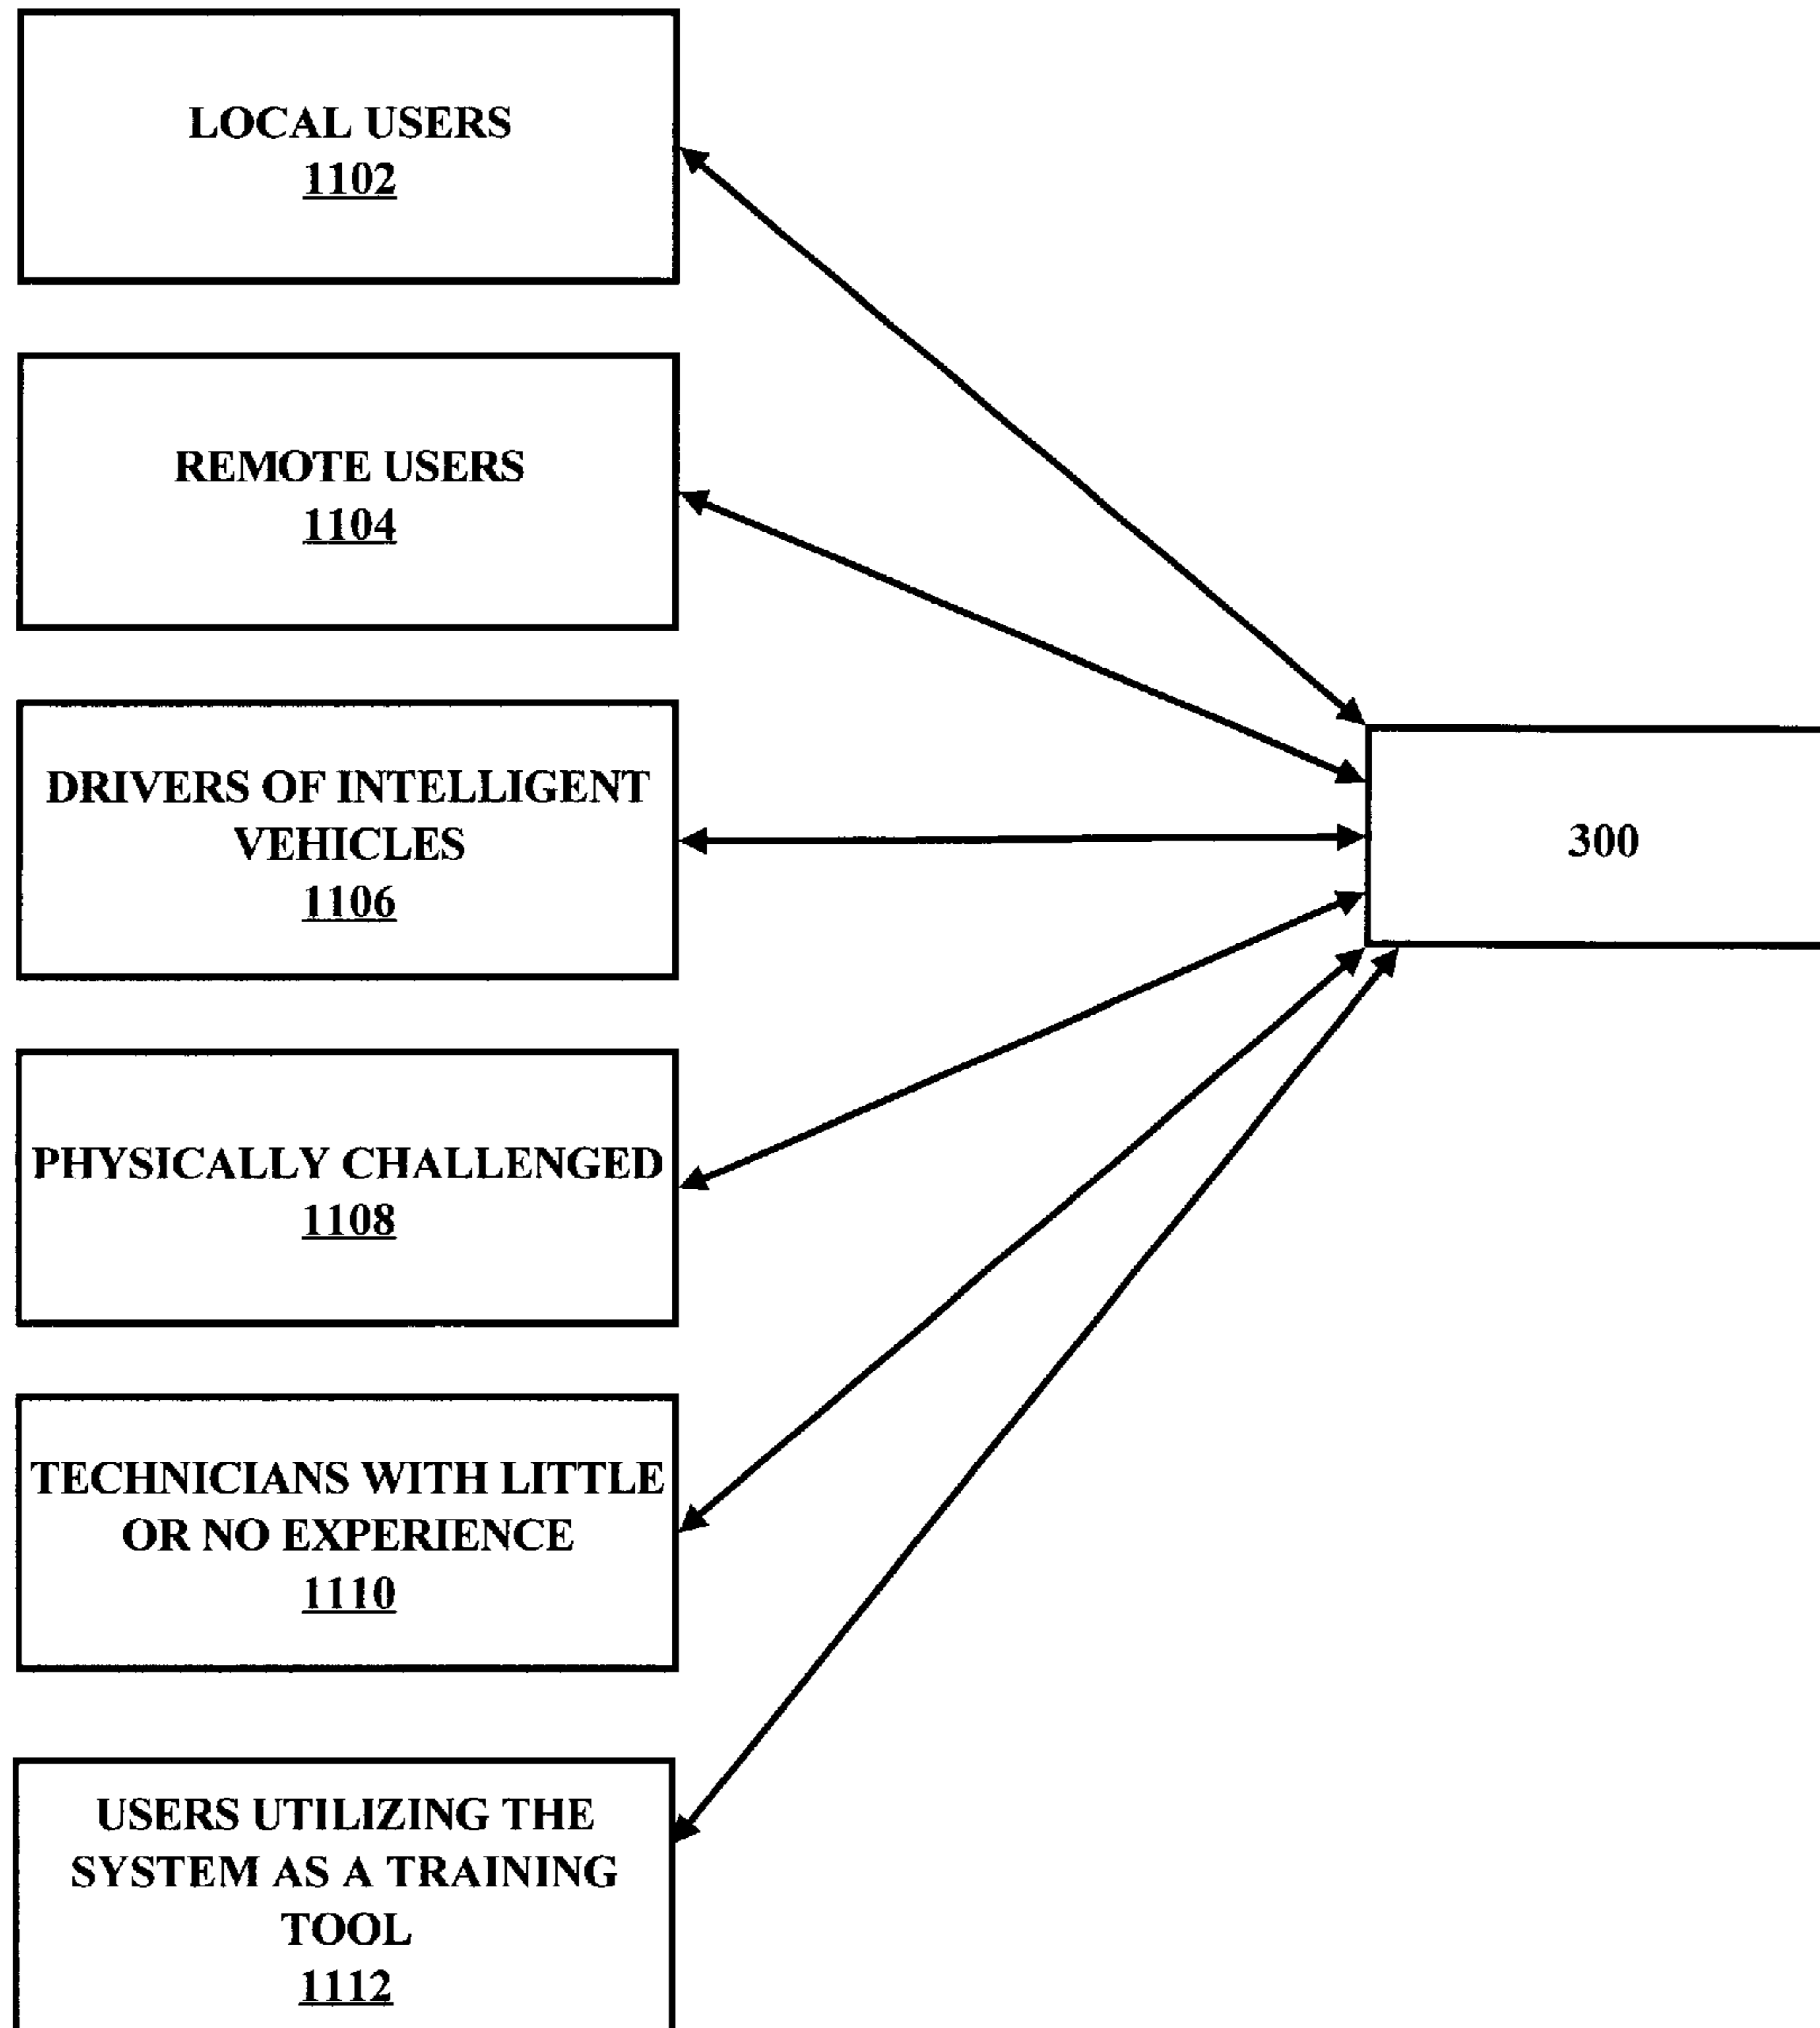 LOCAL USERS
1102
REMOTE USERS
1104
DRIVERS OF INTELLIGENT
VEHICLES
1106
300
PHYSICALLY CHALLENGED
1108
TECHNICIANS WITH LITTLE
OR NO EXPERIENCE
1110
USERS UTILIZING THE
SYSTEM AS A TRAINING
TOOL
1112